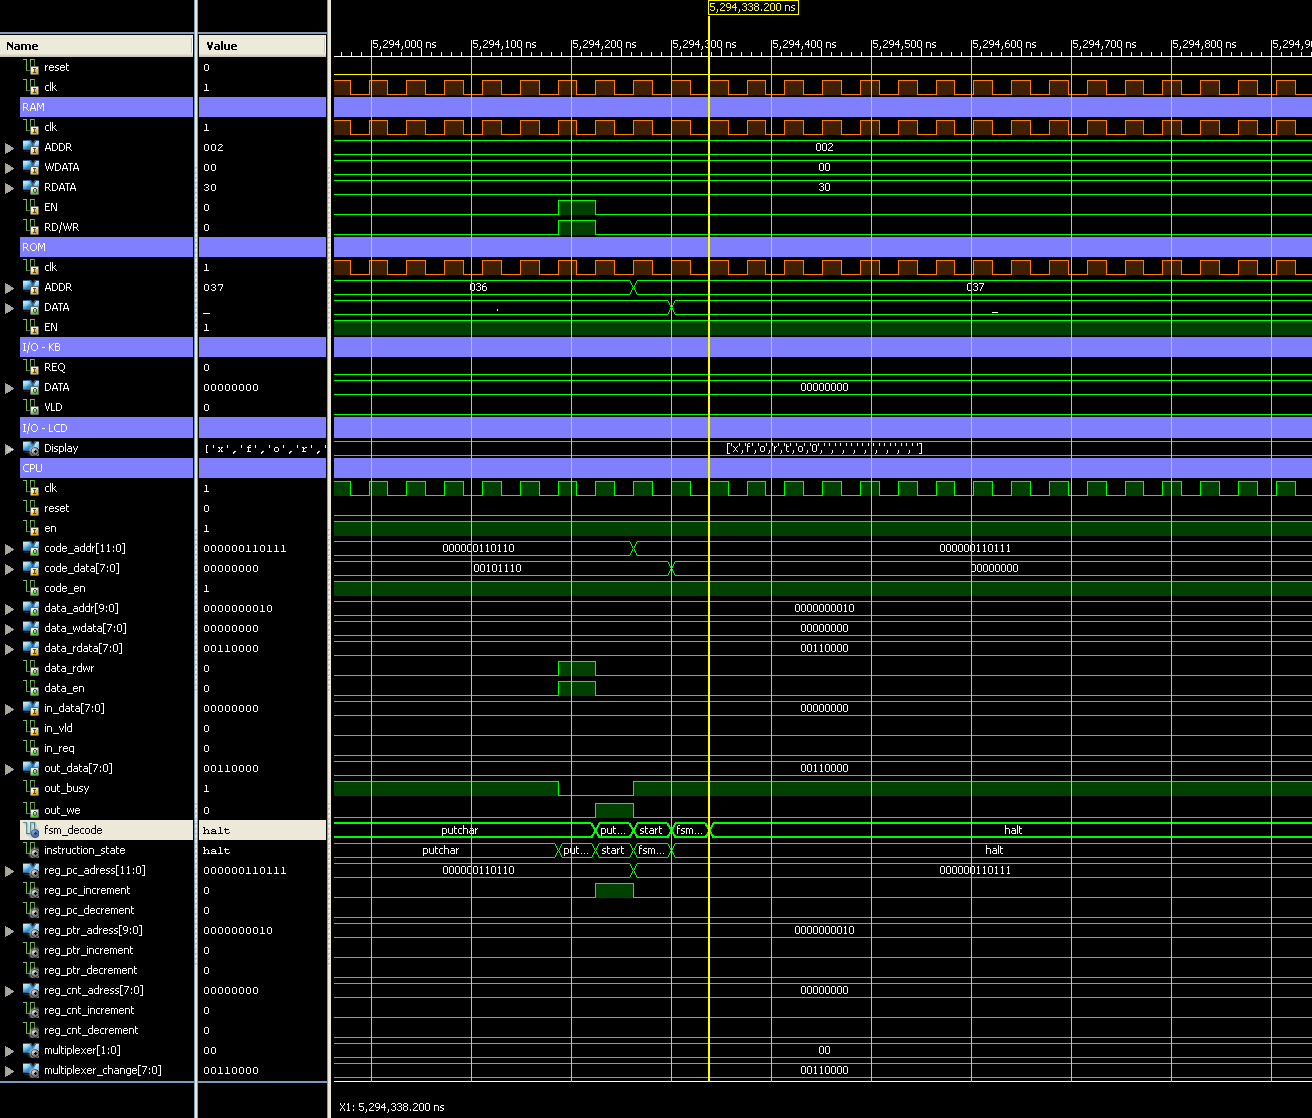 5,294,338.200 ns
Name Value 5,294,000 ns 5,294,100 ns 5,294,200 ns 5,294,300 ns 5,294,400 ns 5,294,500 ns 5,294,600 ns 5,294,700 ns 5,294,800 ns 5,294,9
reset 0
clk 1
RAM
clk 1
ADDR 002 002
WDATA 00 00
RDATA 30 30
EN 0
RD/WR 0
ROM
clk 1
ADDR 037 036 037
DATA _ . _
EN 1
I/O - KB
REQ 0
DATA 00000000 00000000
VLD 0
I/O - LCD
Display ['x','f','o','r',' ['x,f,o,r,t,o,0,',',',',',',',',',']
CPU
clk 1
reset 0
en 1
code_addr[11:0] 000000110111 000000110110 000000110111
code_data[7:0] 00000000 00101110 00000000
code_en 1
data_addr[9:0] 0000000010 0000000010
data_wdata[7:0] 00000000 00000000
data_rdata[7:0] 00110000 00110000
data_rdwr 0
data_en 0
in_data[7:0] 00000000 00000000
in_vld 0
in_req 0
out_data[7:0] 00110000 00110000
out_busy 1
out_we 0
fsm_decode halt putchar put... start fsm... halt
instruction_state halt putchar put... start fsm... halt
reg_pc_adress[11:0] 000000110111 000000110110 000000110111
reg_pc_increment 0
reg_pc_decrement 0
reg_ptr_adress[9:0] 0000000010 0000000010
reg_ptr_increment 0
reg_ptr_decrement 0
reg_cnt_adress[7:0] 00000000 00000000
reg_cnt_increment 0
reg_cnt_decrement 0
multiplexer[1:0] 00 00
multiplexer_change[7:0] 00110000 00110000
X1: 5,294,338.200 ns